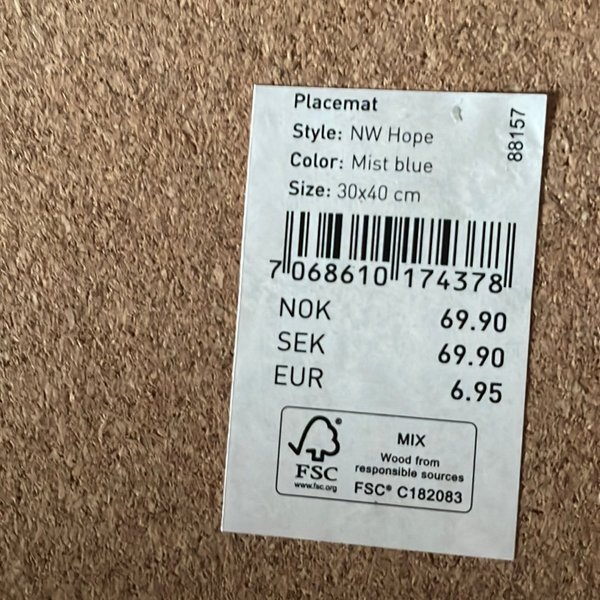 Placemat
88157
Style: NW Hope
Color: Mist blue
Size: 30x40 cm
7 068610 174378
NOK 69.90
SEK 69.90
EUR 6.95
FSC®
www.fsc.org
MIX
Wood from
responsible sources
FSC® C182083